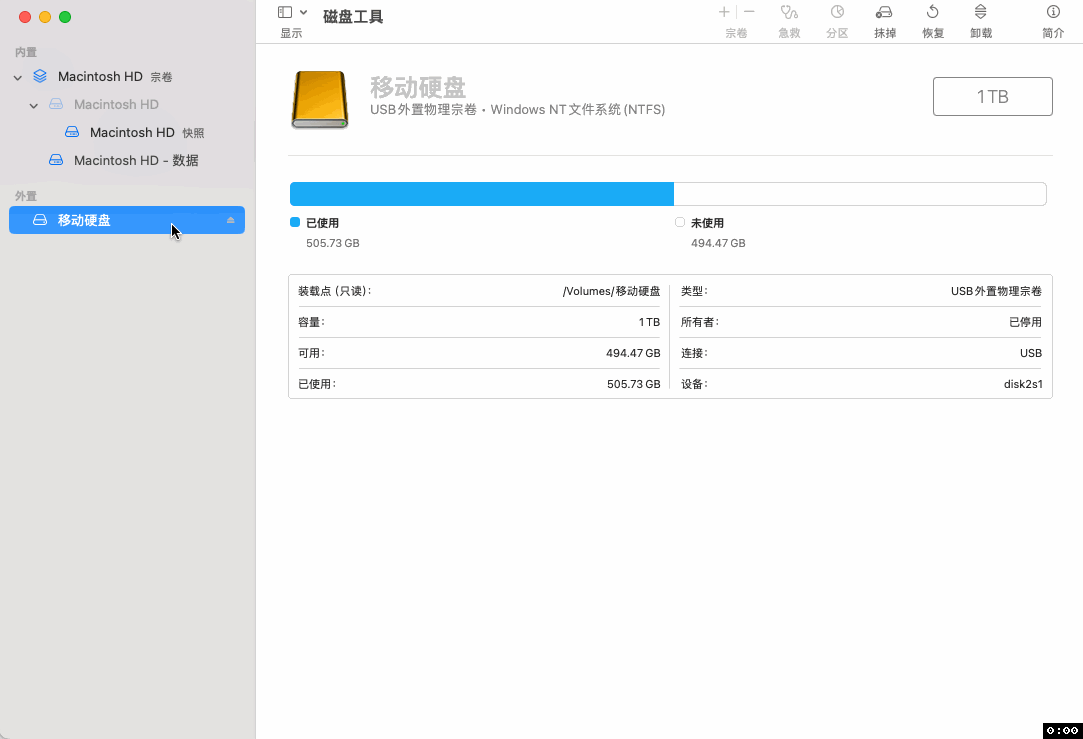 磁盘工具
显示
宗卷
急救
分区
抹掉
恢复
卸载
简介
内置
Macintosh HD 宗卷
Macintosh HD
Macintosh HD 快照
Macintosh HD - 数据
外置
移动硬盘
移动硬盘
USB外置物理宗卷 • Windows NT文件系统 (NTFS)
1 TB
已使用
505.73 GB
未使用
494.47 GB
装载点 (只读): /Volumes/移动硬盘
容量: 1 TB
可用: 494.47 GB
已使用: 505.73 GB
类型: USB外置物理宗卷
所有者: 已停用
连接: USB
设备: disk2s1
0:00